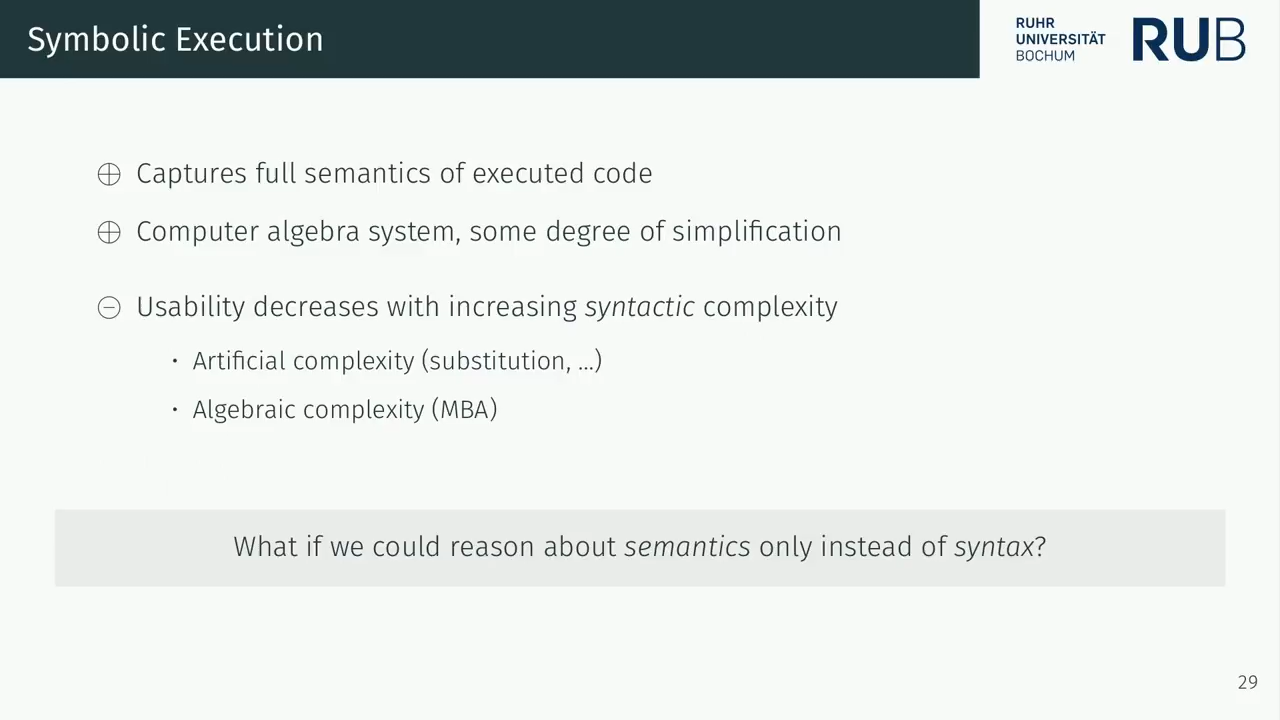 Symbolic Execution
RUHR
UNIVERSITÄT
BOCHUM
RUB
⊕ Captures full semantics of executed code
⊕ Computer algebra system, some degree of simplification
⊖ Usability decreases with increasing syntactic complexity
· Artificial complexity (substitution, ...)
· Algebraic complexity (MBA)
What if we could reason about semantics only instead of syntax?
29